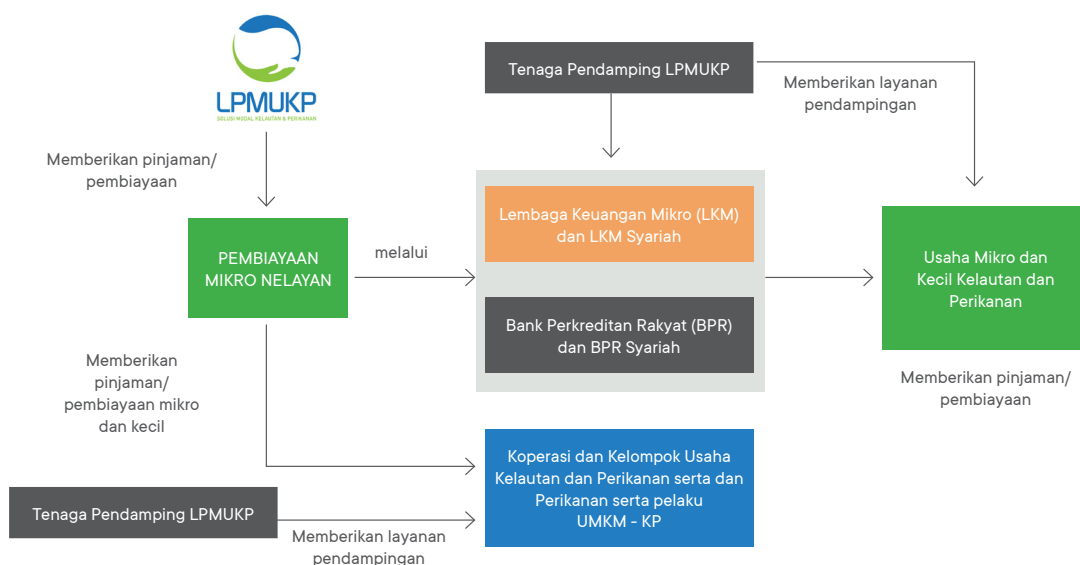 LPMUKP
SOLUSI MODAL KELAUTAN & PERIKANAN
Tenaga Pendamping LPMUKP
Memberikan layanan
pendampingan
Memberikan pinjaman/
pembiayaan
Lembaga Keuangan Mikro (LKM)
dan LKM Syariah
PEMBIAYAAN
MIKRO NELAYAN
melalui
Usaha Mikro dan
Kecil Kelautan dan
Perikanan
Bank Perkreditan Rakyat (BPR)
dan BPR Syariah
Memberikan
pinjaman/
pembiayaan mikro
dan kecil
Memberikan pinjaman/
pembiayaan
Koperasi dan Kelompok Usaha
Kelautan dan Perikanan serta dan
Perikanan serta pelaku
UMKM - KP
Tenaga Pendamping LPMUKP
Memberikan layanan
pendampingan